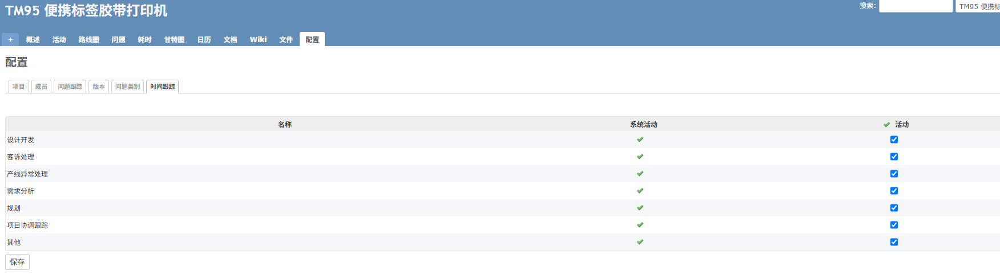 TM95 便携标签胶带打印机
搜索:
TM95 便携标
+ 概述 活动 路线图 问题 耗时 甘特图 日历 文档 Wiki 文件 配置
配置
项目 成员 问题跟踪 版本 问题类别 时间跟踪
名称 系统活动 活动
设计开发
客诉处理
产线异常处理
需求分析
规划
项目协调跟踪
其他
保存